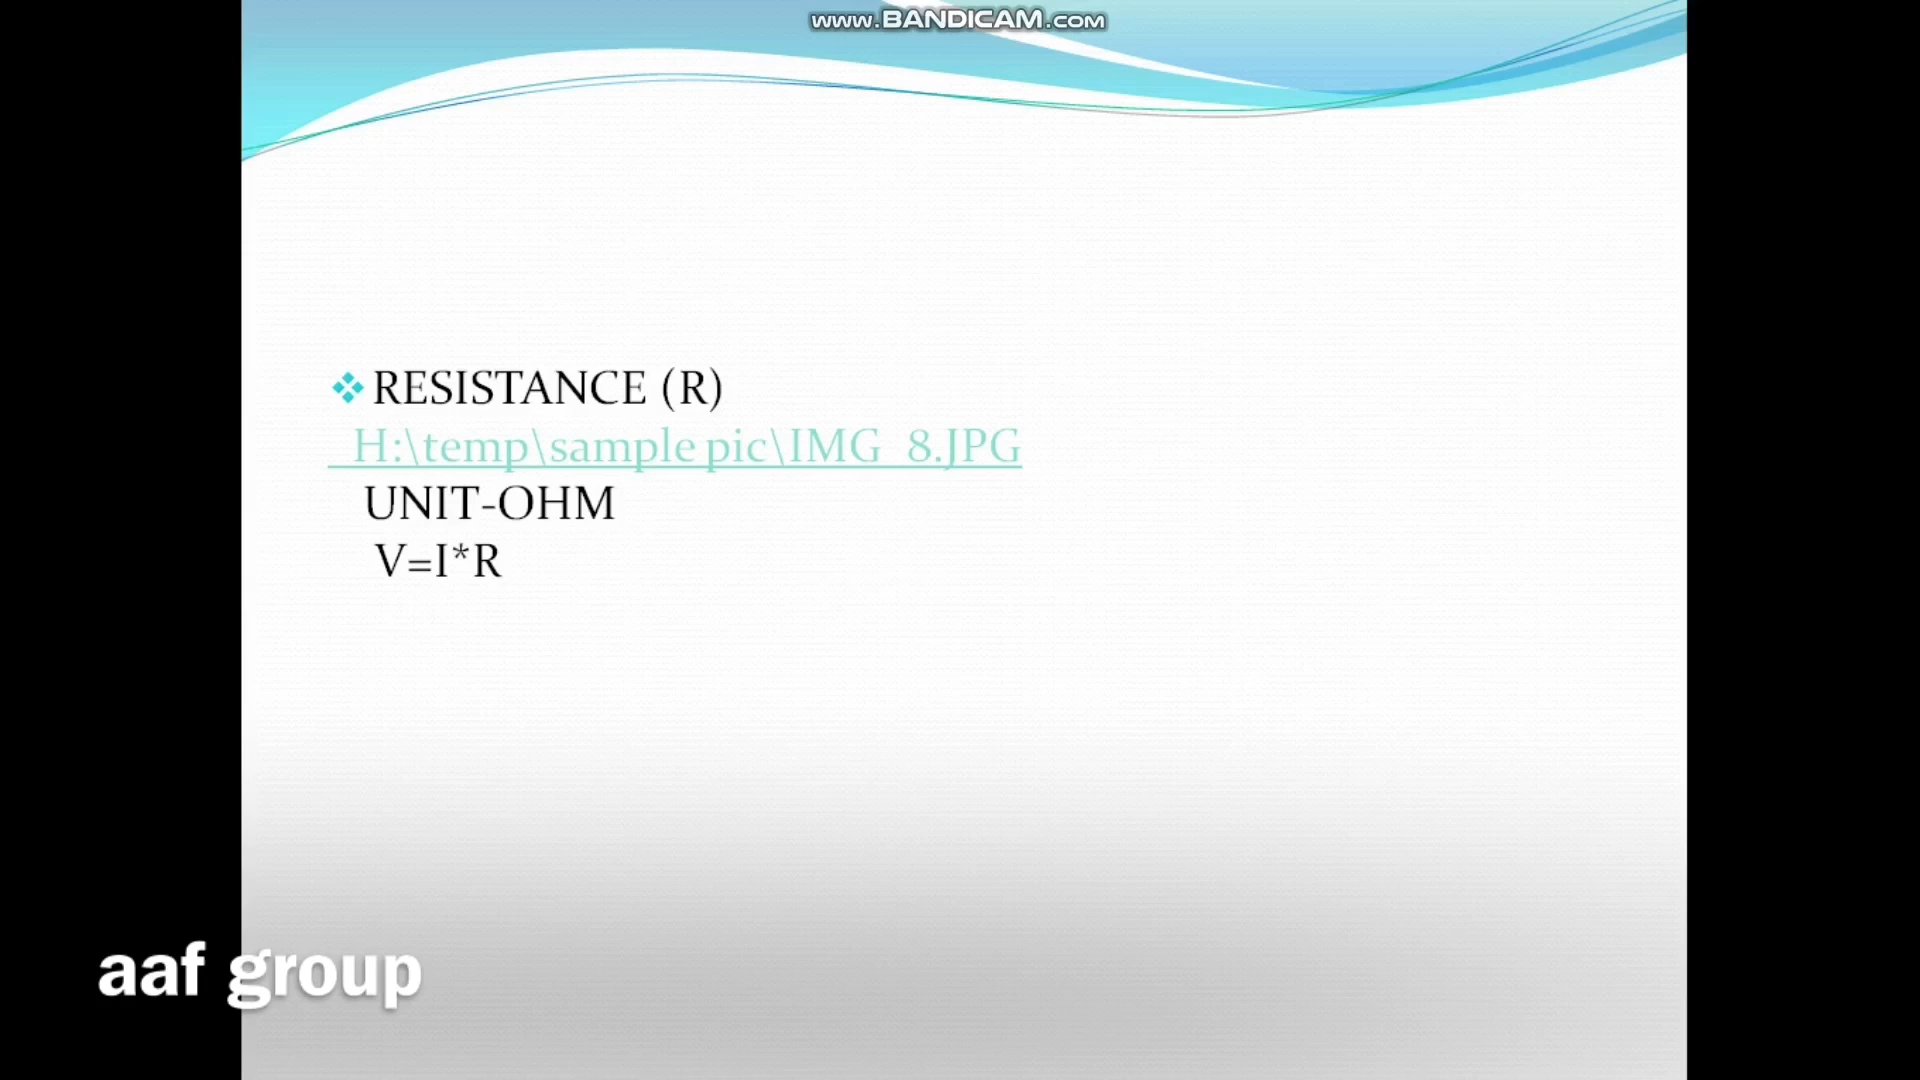 www.BANDICAM.com
RESISTANCE (R)
H:\temp\sample pic\IMG_8.JPG
UNIT-OHM
V=I*R
aaf group